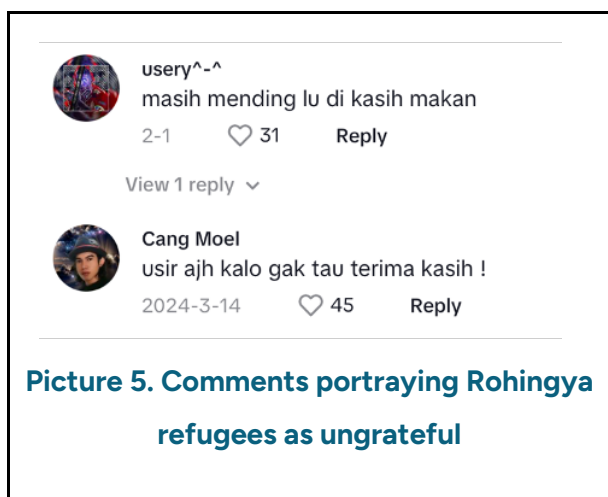 usery^-^
masih mending lu di kasih makan
2-1 31 Reply
View 1 reply
Cang Moel
usir ajh kalo gak tau terima kasih !
2024-3-14 45 Reply
Picture 5. Comments portraying Rohingya
refugees as ungrateful